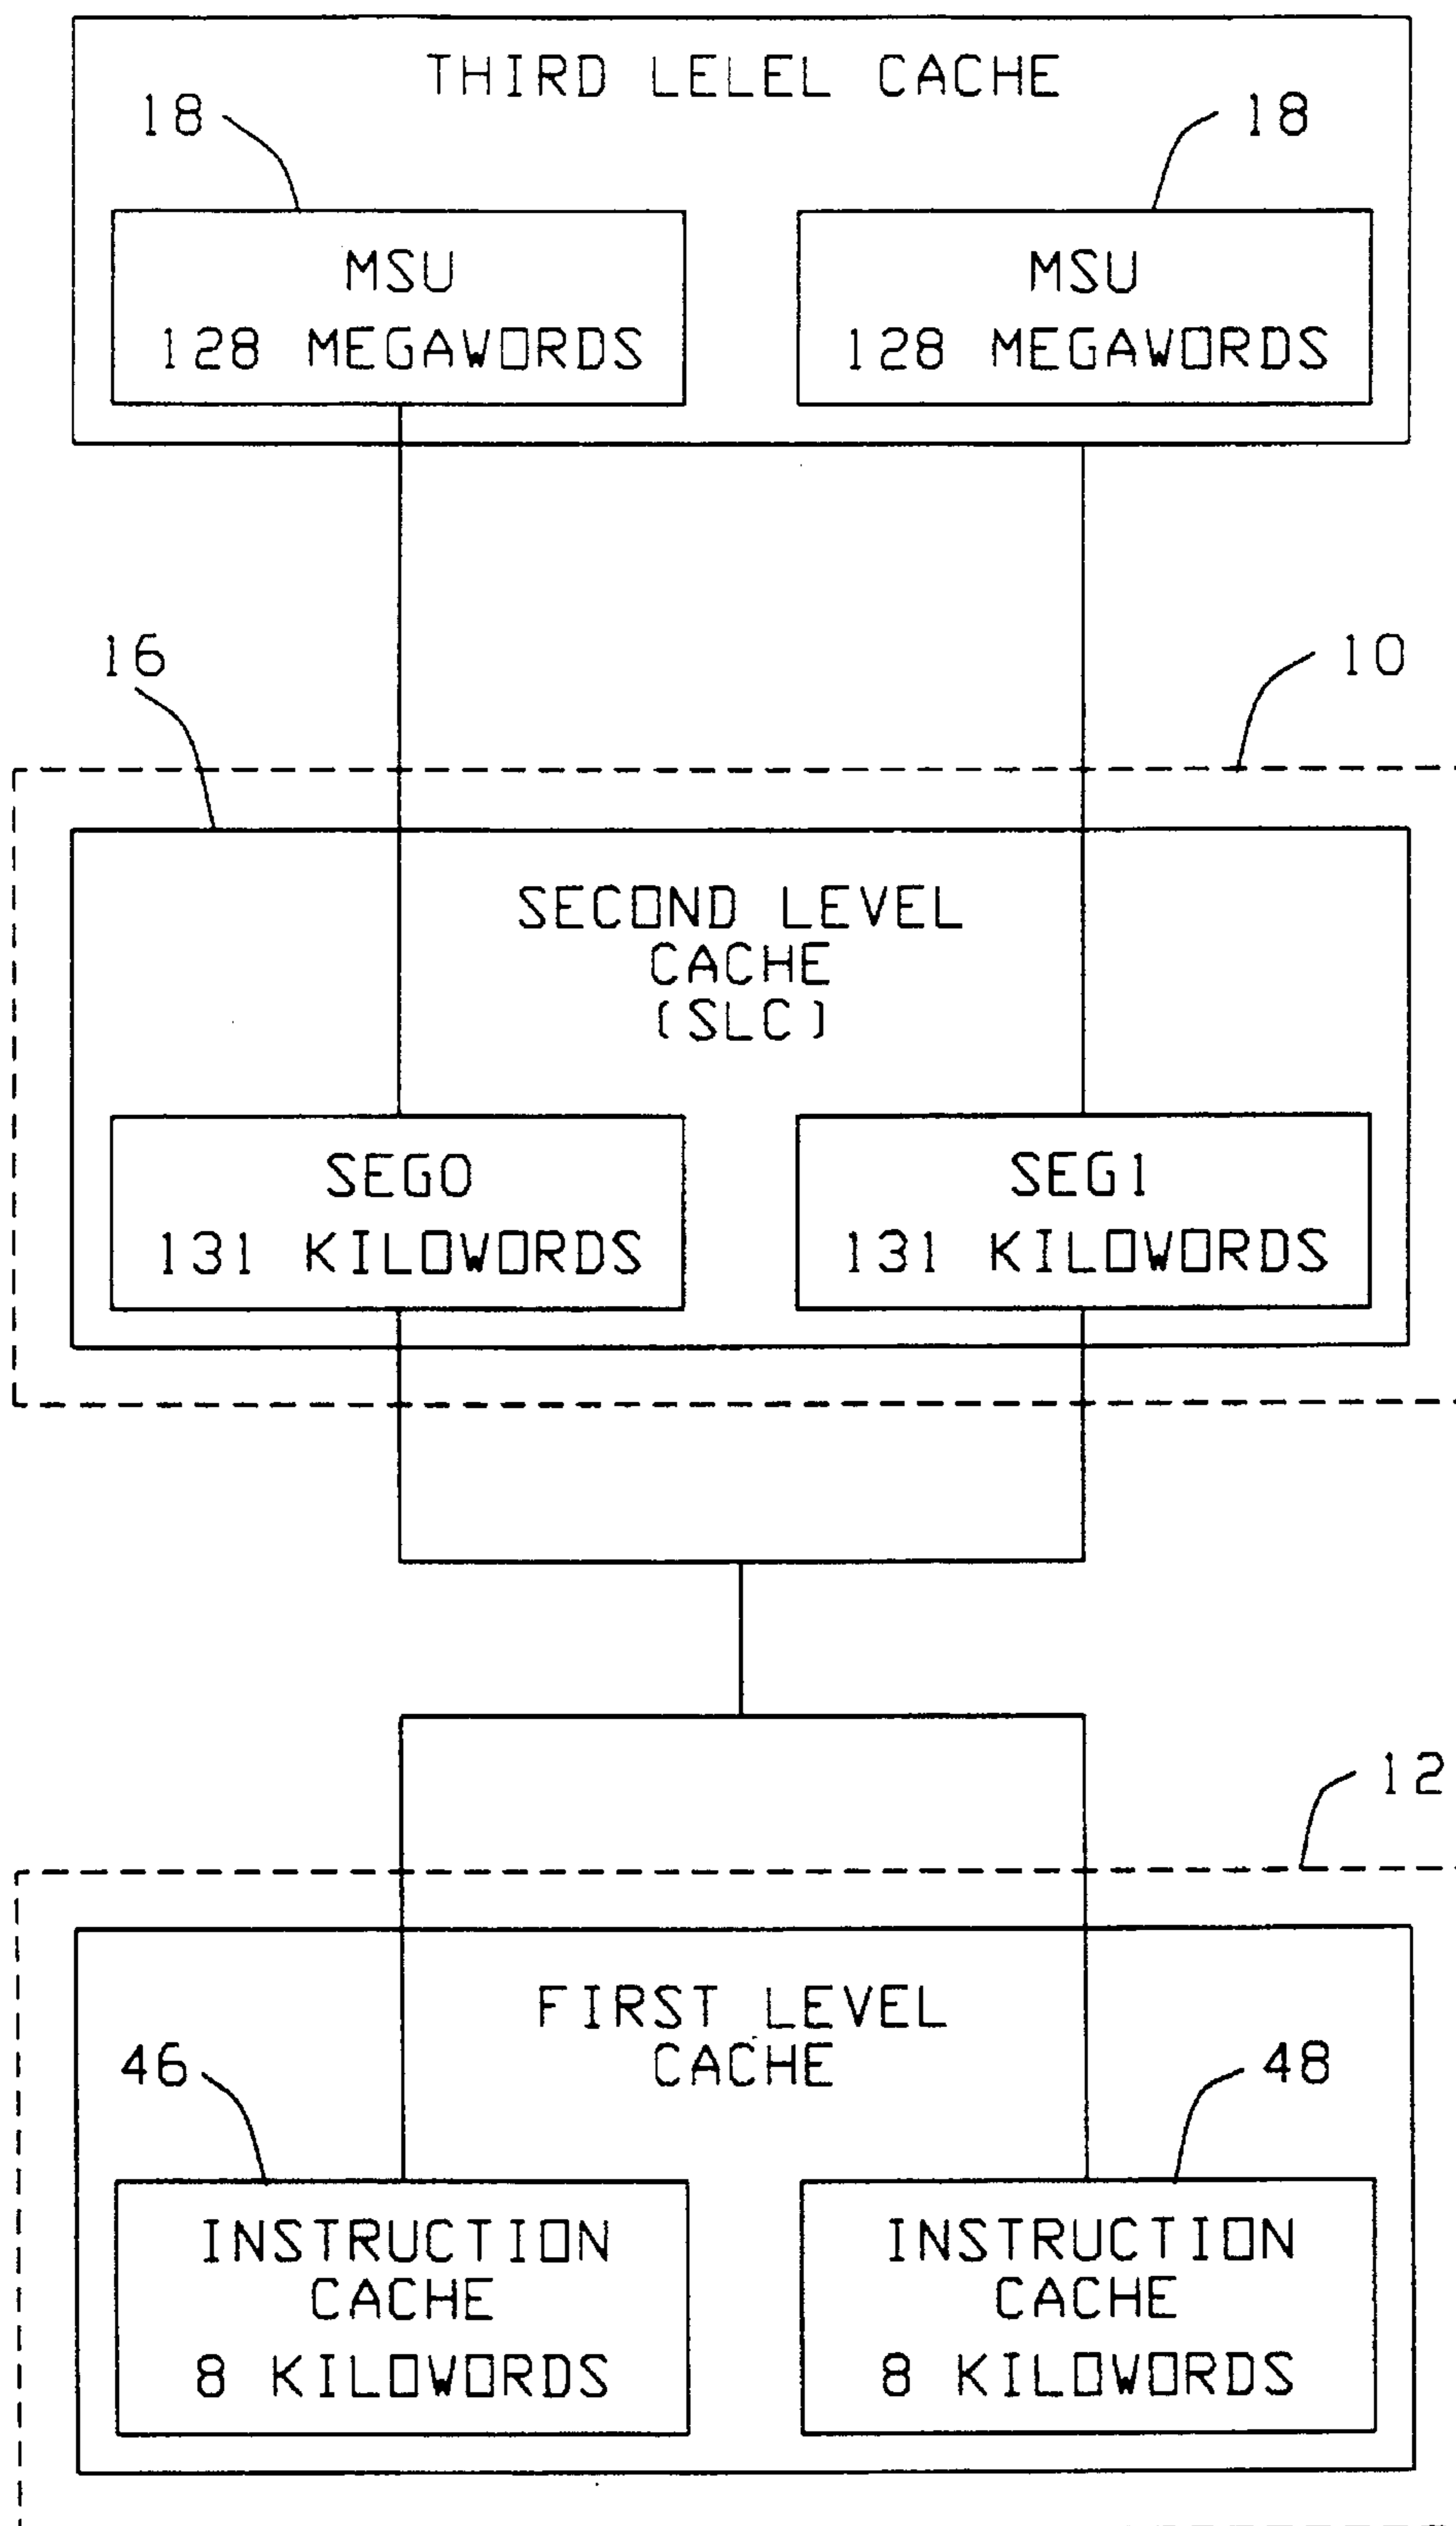 THIRD LELEL CACHE
18
18
MSU
128 MEGAWORDS
MSU
128 MEGAWORDS
16
10
SECOND LEVEL
CACHE
(SLC)
SEG0
131 KILOWORDS
SEG1
131 KILOWORDS
12
FIRST LEVEL
CACHE
46
48
INSTRUCTION
CACHE
8 KILOWORDS
INSTRUCTION
CACHE
8 KILOWORDS